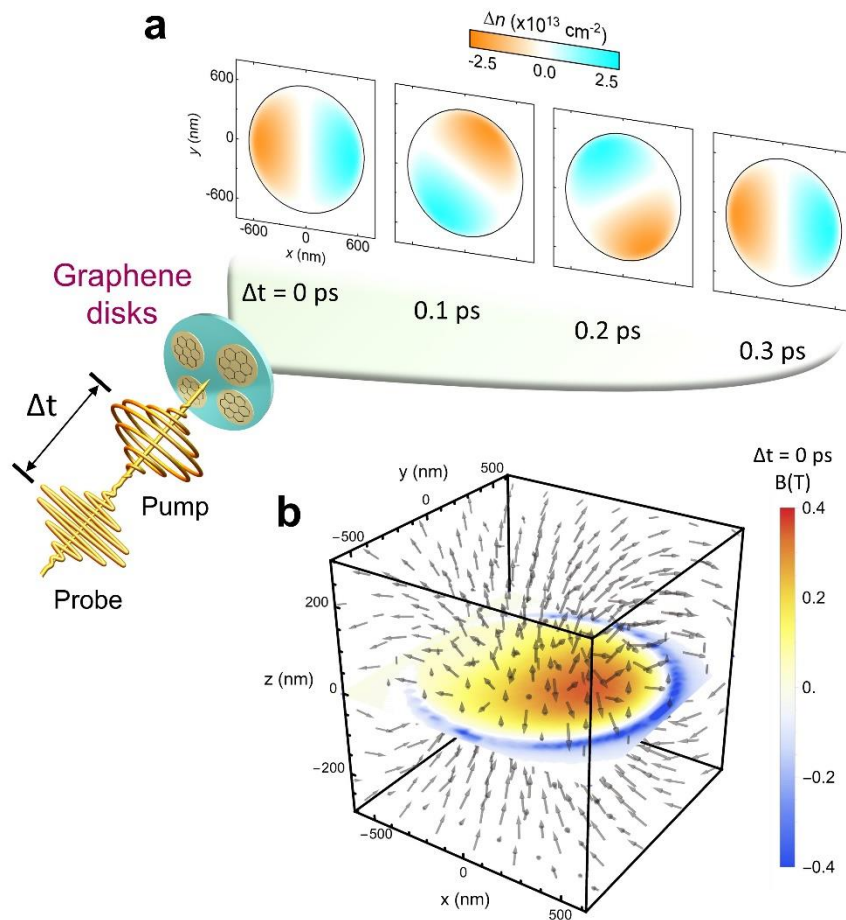 a
Δn (x10¹³ cm⁻²)
-2.5 0.0 2.5
600
0
-600
y (nm)
-600 0 600
x (nm)
Δt = 0 ps
0.1 ps
0.2 ps
0.3 ps
Graphene
disks
Δt
Pump
Probe
b
y (nm)
−500
0
500
200
0
−200
z (nm)
−500
0
500
x (nm)
Δt = 0 ps
B(T)
0.4
0.2
0.
−0.2
−0.4